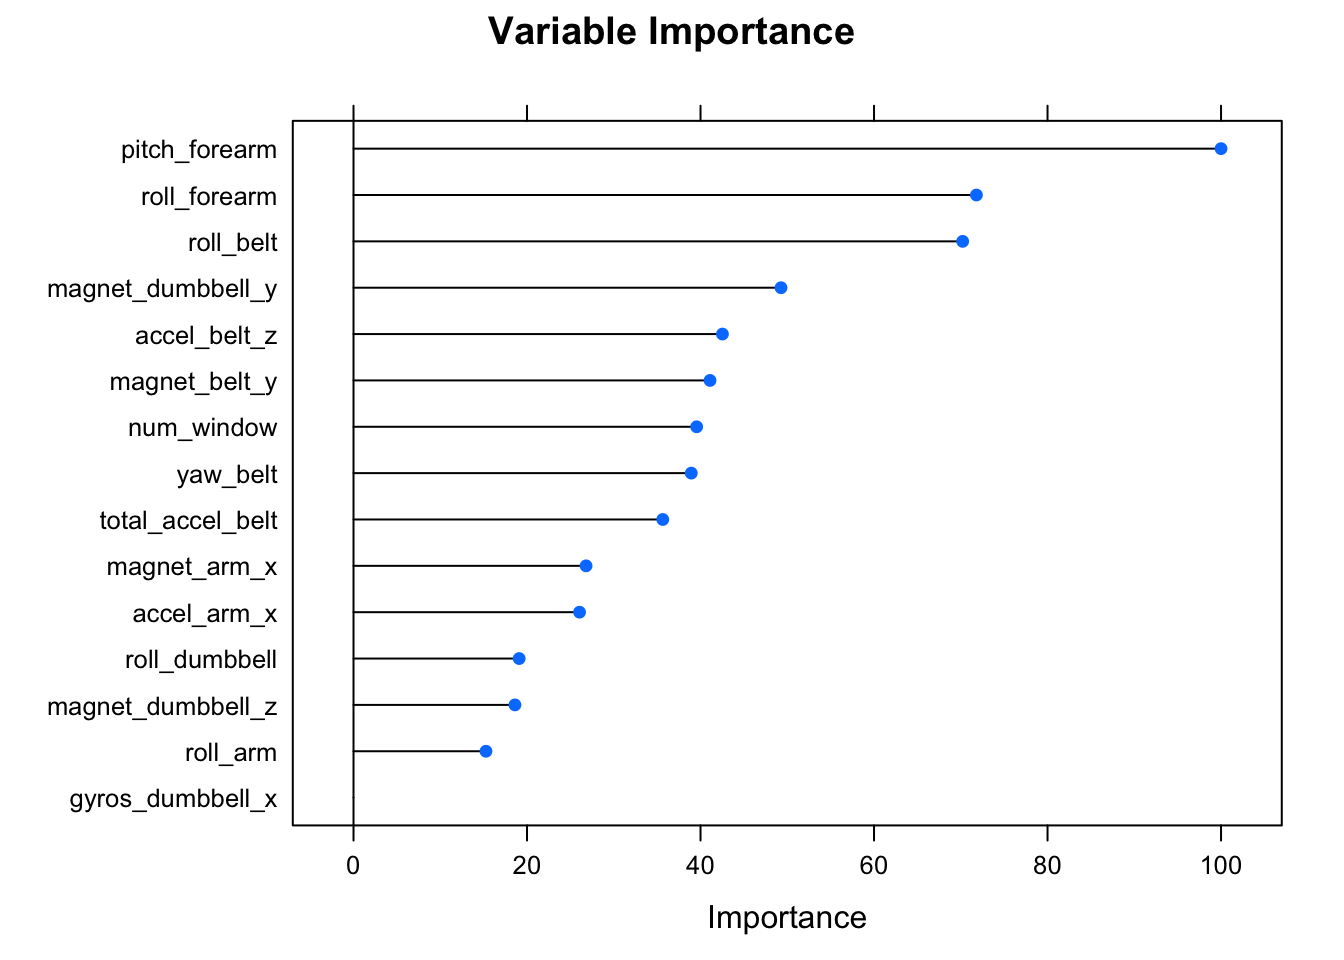 Variable Importance
pitch_forearm
roll_forearm
roll_belt
magnet_dumbbell_y
accel_belt_z
magnet_belt_y
num_window
yaw_belt
total_accel_belt
magnet_arm_x
accel_arm_x
roll_dumbbell
magnet_dumbbell_z
roll_arm
gyros_dumbbell_x
0 20 40 60 80 100
Importance